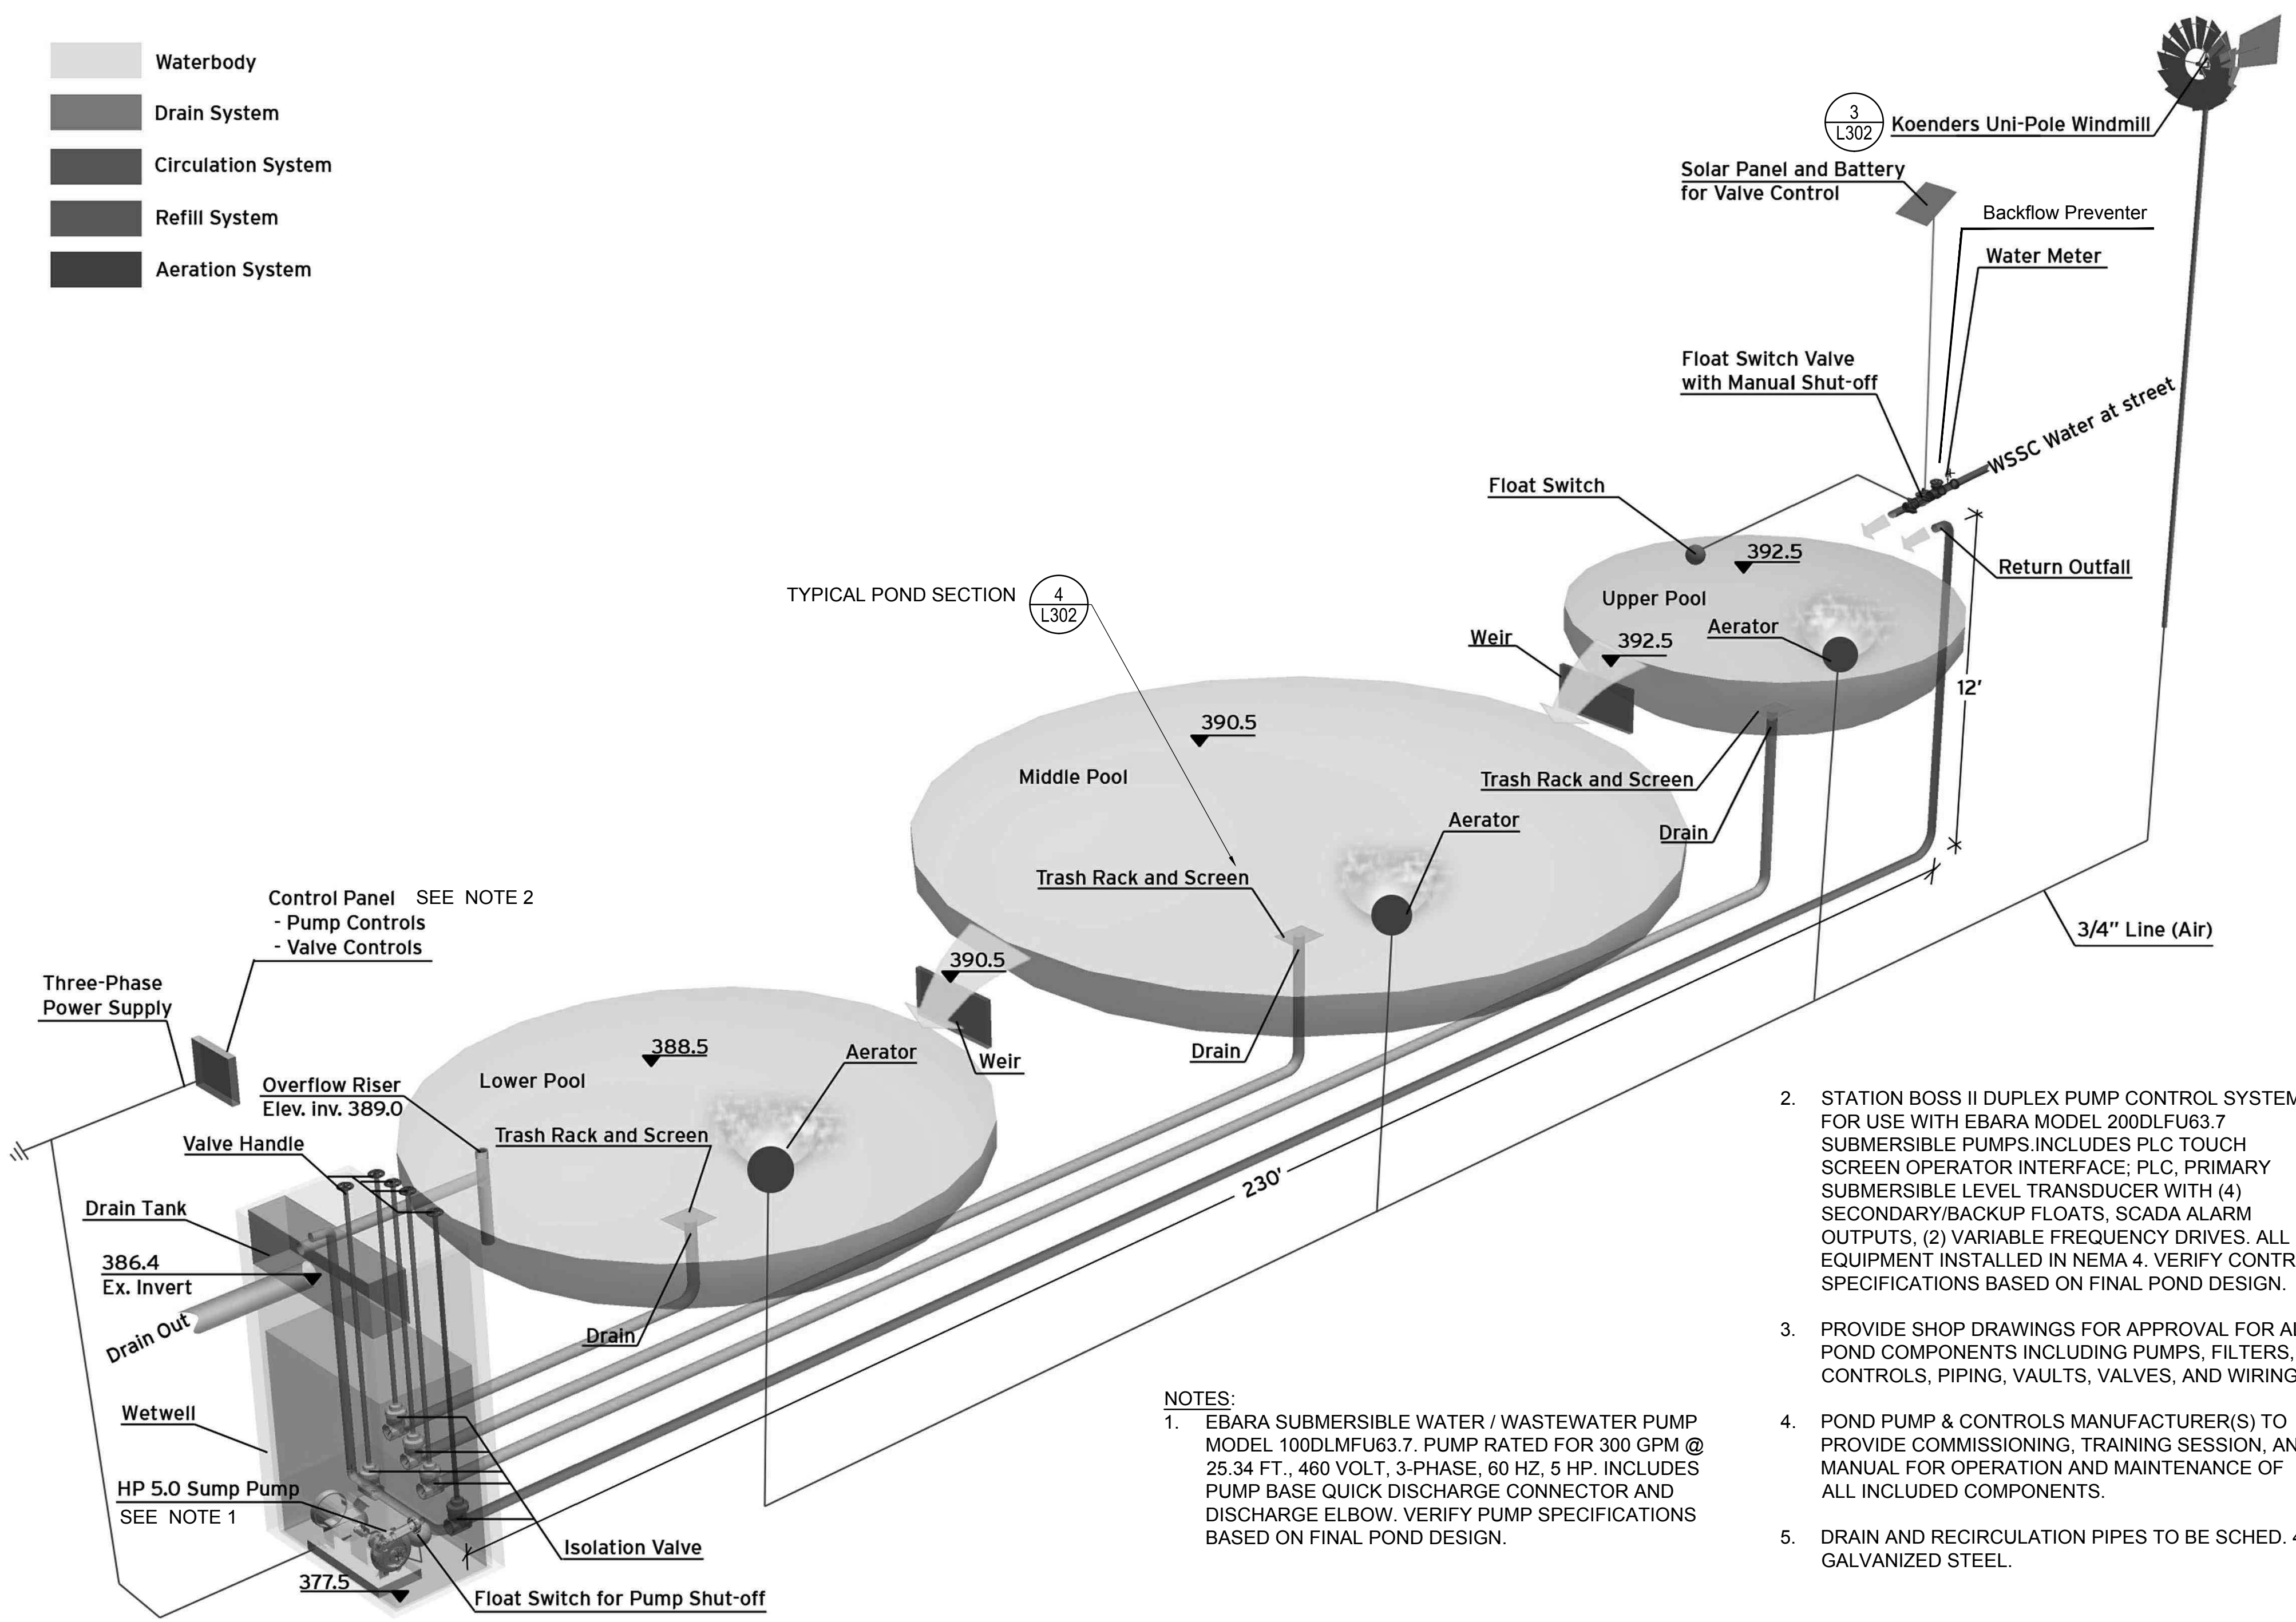 Waterbody
Drain System
Circulation System
Refill System
Aeration System
3
L302
Koenders Uni-Pole Windmill
Solar Panel and Battery
for Valve Control
Backflow Preventer
Water Meter
Float Switch Valve
with Manual Shut-off
WSSC Water at street
Float Switch
392.5
Return Outfall
TYPICAL POND SECTION
4
L302
Upper Pool
Weir
392.5
Aerator
12'
390.5
Middle Pool
Trash Rack and Screen
Aerator
Drain
Trash Rack and Screen
Control Panel SEE NOTE 2
- Pump Controls
- Valve Controls
3/4" Line (Air)
390.5
Three-Phase
Power Supply
388.5
Aerator
Drain
Weir
Lower Pool
Overflow Riser
Elev. inv. 389.0
Trash Rack and Screen
Valve Handle
230'
Drain Tank
386.4
Ex. Invert
Drain Out
Drain
Wetwell
HP 5.0 Sump Pump
SEE NOTE 1
Isolation Valve
377.5
Float Switch for Pump Shut-off
NOTES:
1. EBARA SUBMERSIBLE WATER / WASTEWATER PUMP
MODEL 100DLMFU63.7. PUMP RATED FOR 300 GPM @
25.34 FT., 460 VOLT, 3-PHASE, 60 HZ, 5 HP. INCLUDES
PUMP BASE QUICK DISCHARGE CONNECTOR AND
DISCHARGE ELBOW. VERIFY PUMP SPECIFICATIONS
BASED ON FINAL POND DESIGN.
2. STATION BOSS II DUPLEX PUMP CONTROL SYSTEM
FOR USE WITH EBARA MODEL 200DLFU63.7
SUBMERSIBLE PUMPS.INCLUDES PLC TOUCH
SCREEN OPERATOR INTERFACE; PLC, PRIMARY
SUBMERSIBLE LEVEL TRANSDUCER WITH (4)
SECONDARY/BACKUP FLOATS, SCADA ALARM
OUTPUTS, (2) VARIABLE FREQUENCY DRIVES. ALL
EQUIPMENT INSTALLED IN NEMA 4. VERIFY CONTR
SPECIFICATIONS BASED ON FINAL POND DESIGN.
3. PROVIDE SHOP DRAWINGS FOR APPROVAL FOR
POND COMPONENTS INCLUDING PUMPS, FILTERS,
CONTROLS, PIPING, VAULTS, VALVES, AND WIRING
4. POND PUMP & CONTROLS MANUFACTURER(S) TO
PROVIDE COMMISSIONING, TRAINING SESSION,
MANUAL FOR OPERATION AND MAINTENANCE OF
ALL INCLUDED COMPONENTS.
5. DRAIN AND RECIRCULATION PIPES TO BE SCHED.
GALVANIZED STEEL.